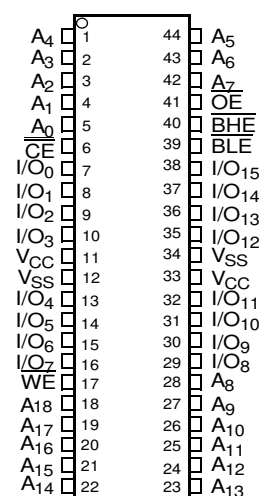 A4 1 44 A5
A3 2 43 A6
A2 3 42 A7
A1 4 41 OE
A0 5 40 BHE
CE 6 39 BLE
I/O0 7 38 I/O15
I/O1 8 37 I/O14
I/O2 9 36 I/O13
I/O3 10 35 I/O12
VCC 11 34 VSS
VSS 12 33 VCC
I/O4 13 32 I/O11
I/O5 14 31 I/O10
I/O6 15 30 I/O9
I/O7 16 29 I/O8
WE 17 28 A8
A18 18 27 A9
A17 19 26 A10
A16 20 25 A11
A15 21 24 A12
A14 22 23 A13